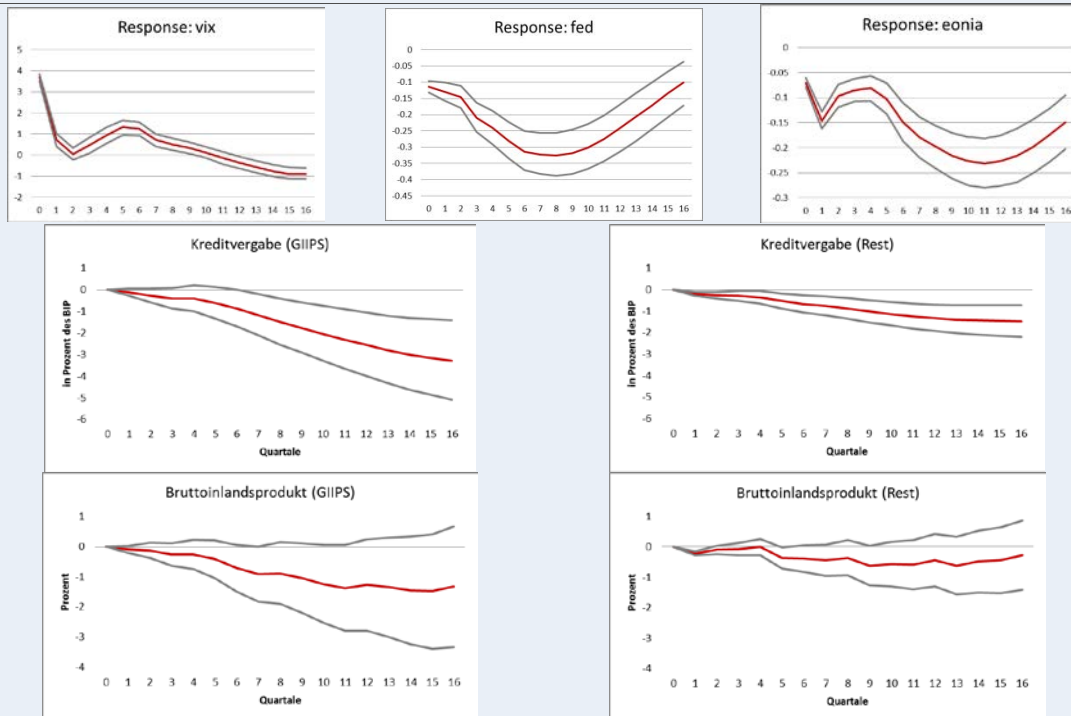 Response: vix
5
4
3
2
1
0
-1
-2
0 1 2 3 4 5 6 7 8 9 10 11 12 13 14 15 16
Response: fed
0
-0.05
-0.1
-0.15
-0.2
-0.25
-0.3
-0.35
-0.4
-0.45
0 1 2 3 4 5 6 7 8 9 10 11 12 13 14 15 16
Response: eonia
0
-0.05
-0.1
-0.15
-0.2
-0.25
-0.3
0 1 2 3 4 5 6 7 8 9 10 11 12 13 14 15 16
Kreditvergabe (GIIPS)
in Prozent des BIP
1
0
-1
-2
-3
-4
-5
-6
0 1 2 3 4 5 6 7 8 9 10 11 12 13 14 15 16
Quartale
Kreditvergabe (Rest)
in Prozent des BIP
1
0
-1
-2
-3
-4
-5
-6
0 1 2 3 4 5 6 7 8 9 10 11 12 13 14 15 16
Quartale
Bruttoinlandsprodukt (GIIPS)
Prozent
1
0
-1
-2
-3
-4
0 1 2 3 4 5 6 7 8 9 10 11 12 13 14 15 16
Quartale
Bruttoinlandsprodukt (Rest)
Prozent
1
0
-1
-2
-3
-4
0 1 2 3 4 5 6 7 8 9 10 11 12 13 14 15 16
Quartale